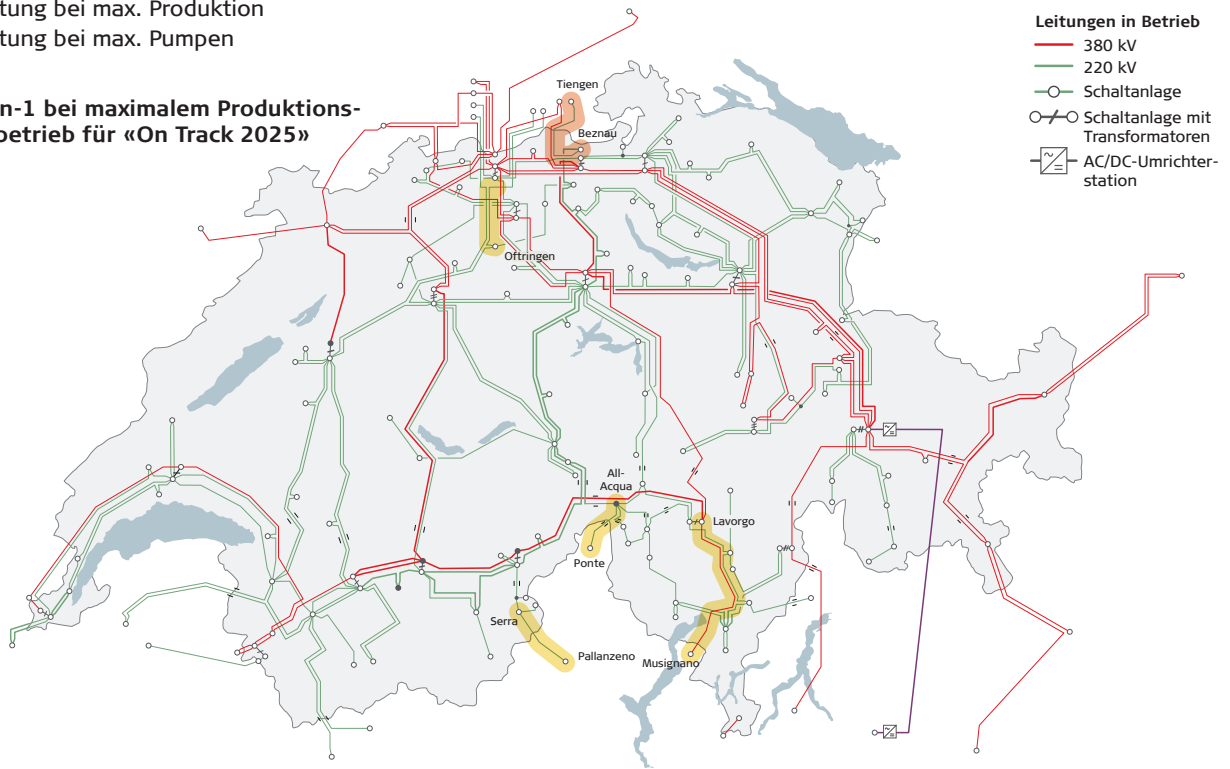 tung bei max. Produktion
tung bei max. Pumpen
n-1 bei maximalem Produktions-
betrieb für «On Track 2025»
Leitungen in Betrieb
380 kV
220 kV
Schaltanlage
Schaltanlage mit
Transformatoren
AC/DC-Umrichter-
station
Tiengen
Beznau
Oftringen
All-
Acqua
Lavorgo
Ponte
Serra
Pallanzeno
Musignano